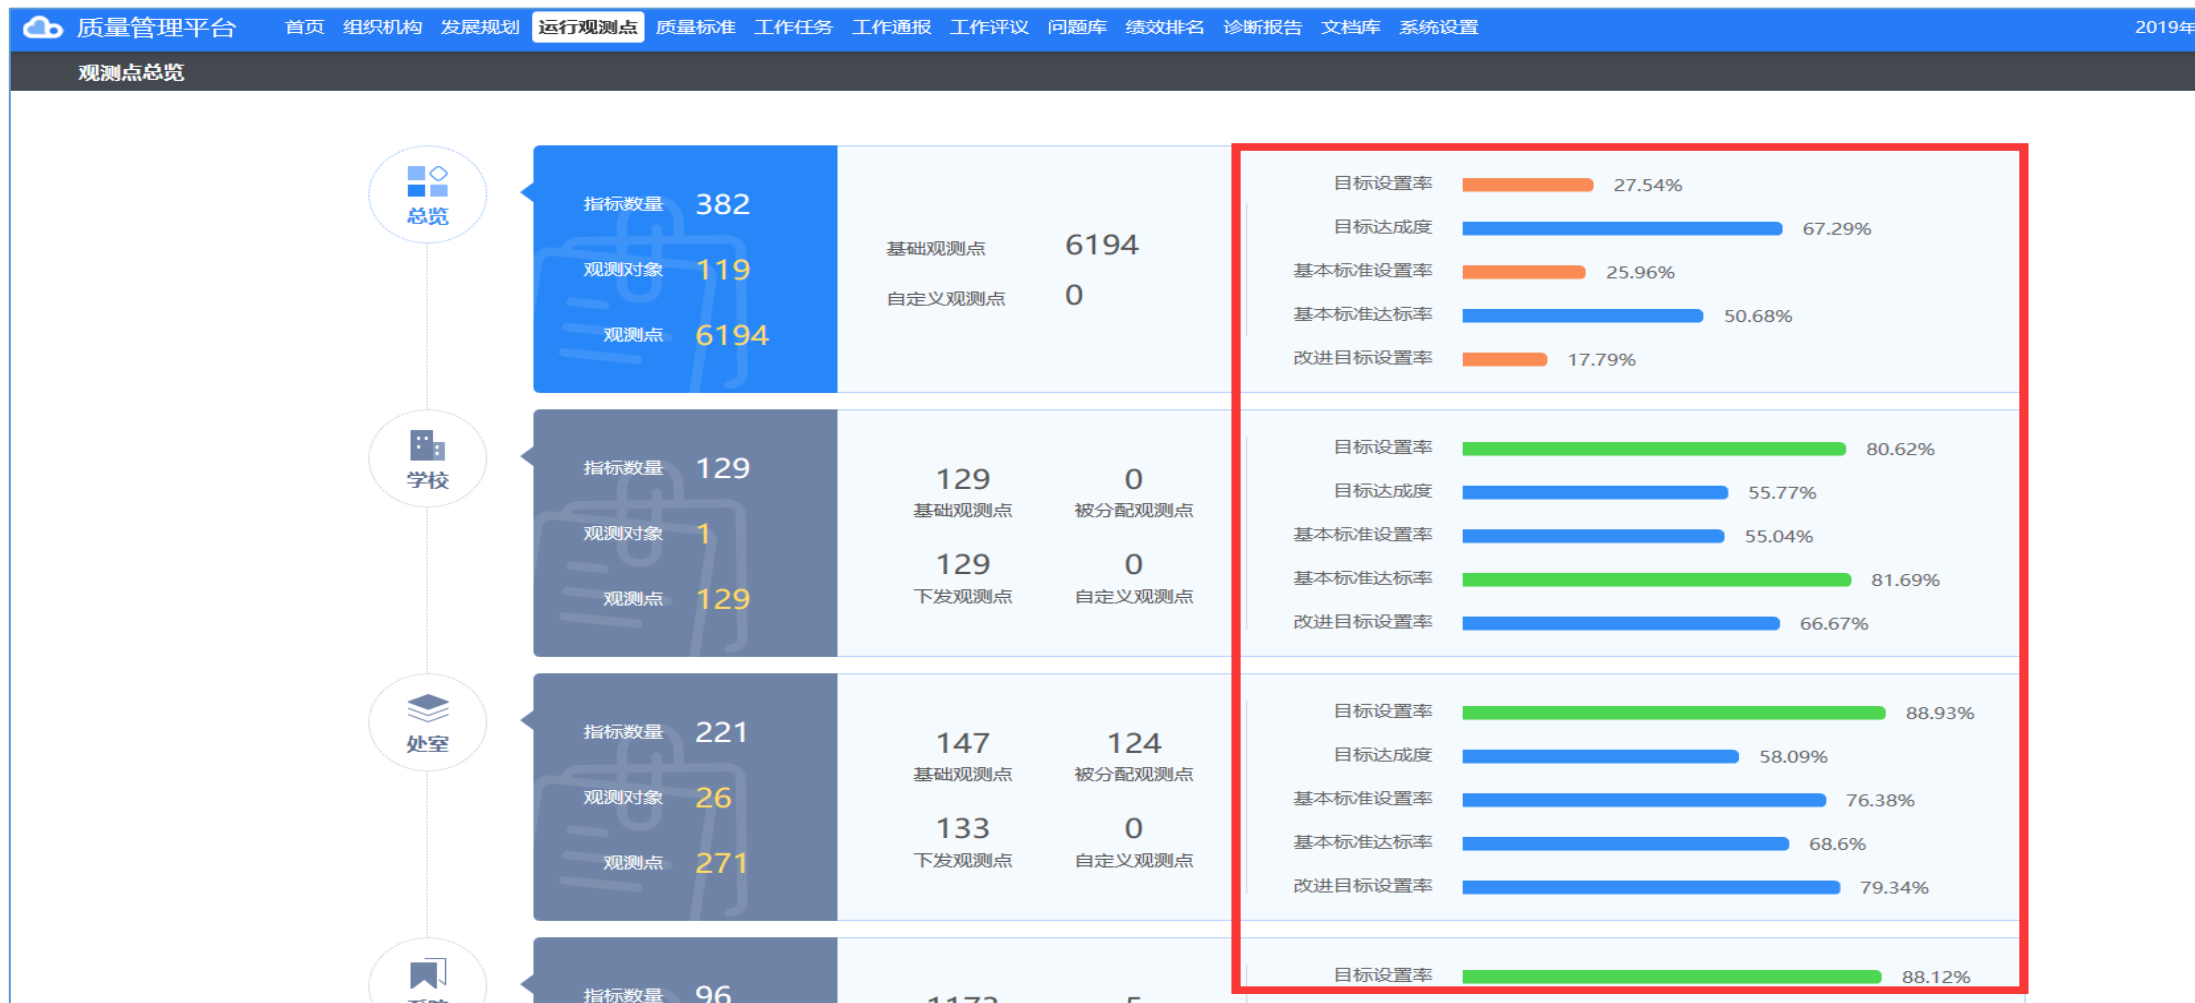 质量管理平台 首页 组织机构 发展规划 运行观测点 质量标准 工作任务 工作通报 工作评议 问题库 绩效排名 诊断报告 文档库 系统设置 2019年
观测点总览
总览
指标数量 382
观测对象 119
观测点 6194
基础观测点 6194
自定义观测点 0
目标设置率 27.54%
目标达成度 67.29%
基本标准设置率 25.96%
基本标准达标率 50.68%
改进目标设置率 17.79%
学校
指标数量 129
观测对象 1
观测点 129
129 0
基础观测点 被分配观测点
129 0
下发观测点 自定义观测点
目标设置率 80.62%
目标达成度 55.77%
基本标准设置率 55.04%
基本标准达标率 81.69%
改进目标设置率 66.67%
处室
指标数量 221
观测对象 26
观测点 271
147 124
基础观测点 被分配观测点
133 0
下发观测点 自定义观测点
目标设置率 88.93%
目标达成度 58.09%
基本标准设置率 76.38%
基本标准达标率 68.6%
改进目标设置率 79.34%
指标数量 96
目标设置率 88.12%